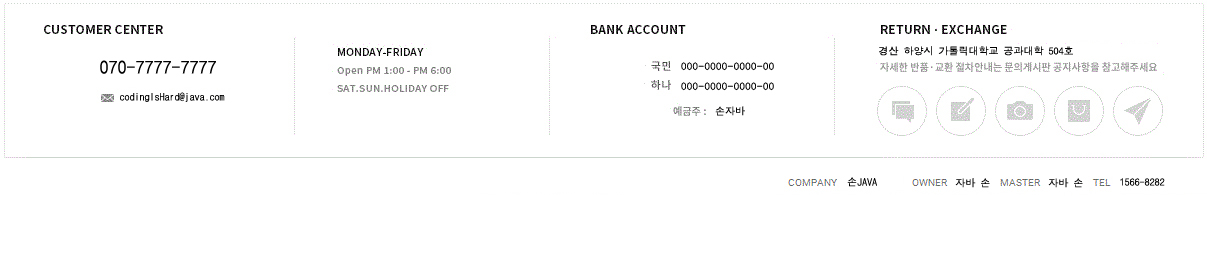 CUSTOMER CENTER
070-7777-7777
codingIsHard@java.com
MONDAY-FRIDAY
Open PM 1:00 - PM 6:00
SAT.SUN.HOLIDAY OFF
BANK ACCOUNT
국민 000-0000-0000-00
하나 000-0000-0000-00
예금주 : 손자바
RETURN · EXCHANGE
경산 하양시 가톨릭대학교 공과대학 504호
자세한 반품·교환 절차안내는 문의게시판 공지사항을 참고해주세요
COMPANY 손JAVA OWNER 자바 손 MASTER 자바 손 TEL 1566-8282